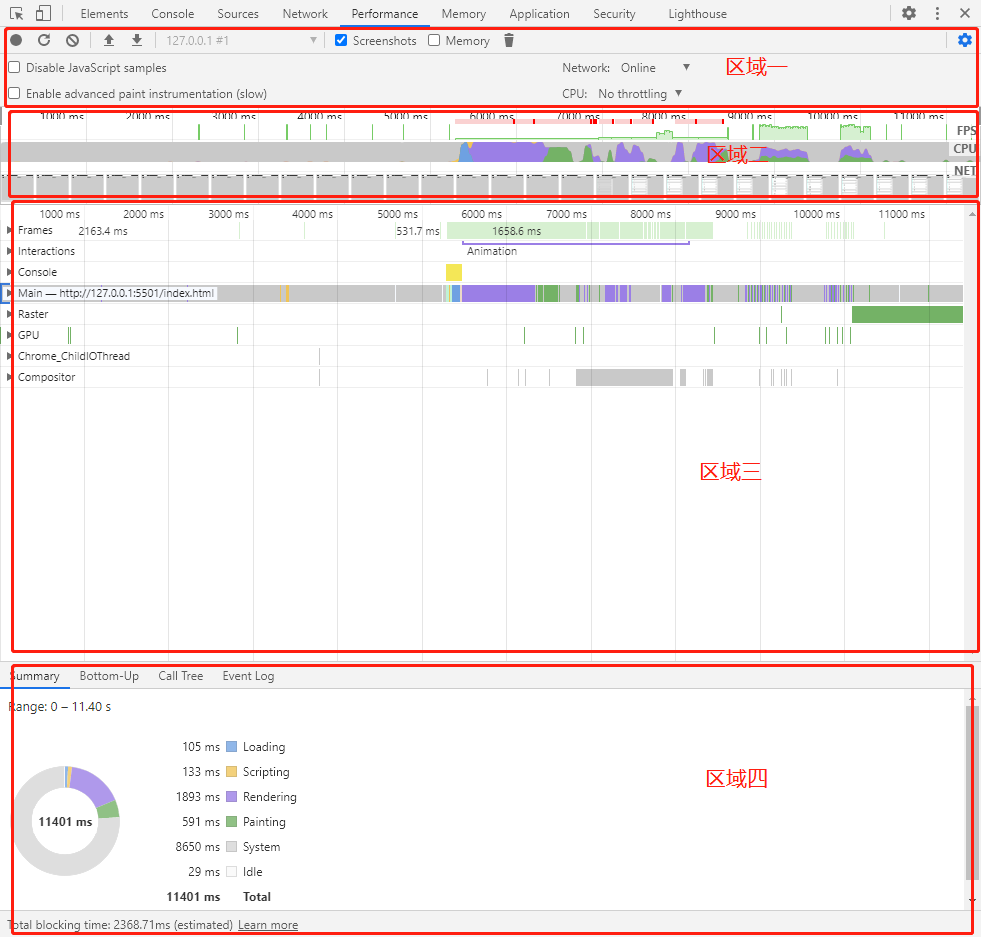 Elements Console Sources Network Performance Memory Application Security Lighthouse
127.0.0.1 #1 Screenshots Memory
Disable JavaScript samples Network: Online 区域一
Enable advanced paint instrumentation (slow) CPU: No throttling
1000 ms 2000 ms 3000 ms 4000 ms 5000 ms 6000 ms 7000 ms 8000 ms 9000 ms 10000 ms 11000 ms
FPS
区域二 CPU
NET
1000 ms 2000 ms 3000 ms 4000 ms 5000 ms 6000 ms 7000 ms 8000 ms 9000 ms 10000 ms 11000 ms
Frames 2163.4 ms 531.7 ms 1658.6 ms
Interactions Animation
Console
Main — http://127.0.0.1:5501/index.html
Raster
GPU
Chrome_ChildIOThread
Compositor
区域三
Summary Bottom-Up Call Tree Event Log
Range: 0 – 11.40 s
105 ms Loading
133 ms Scripting
区域四
1893 ms Rendering
11401 ms
591 ms Painting
8650 ms System
29 ms Idle
11401 ms Total
Total blocking time: 2368.71ms (estimated) Learn more